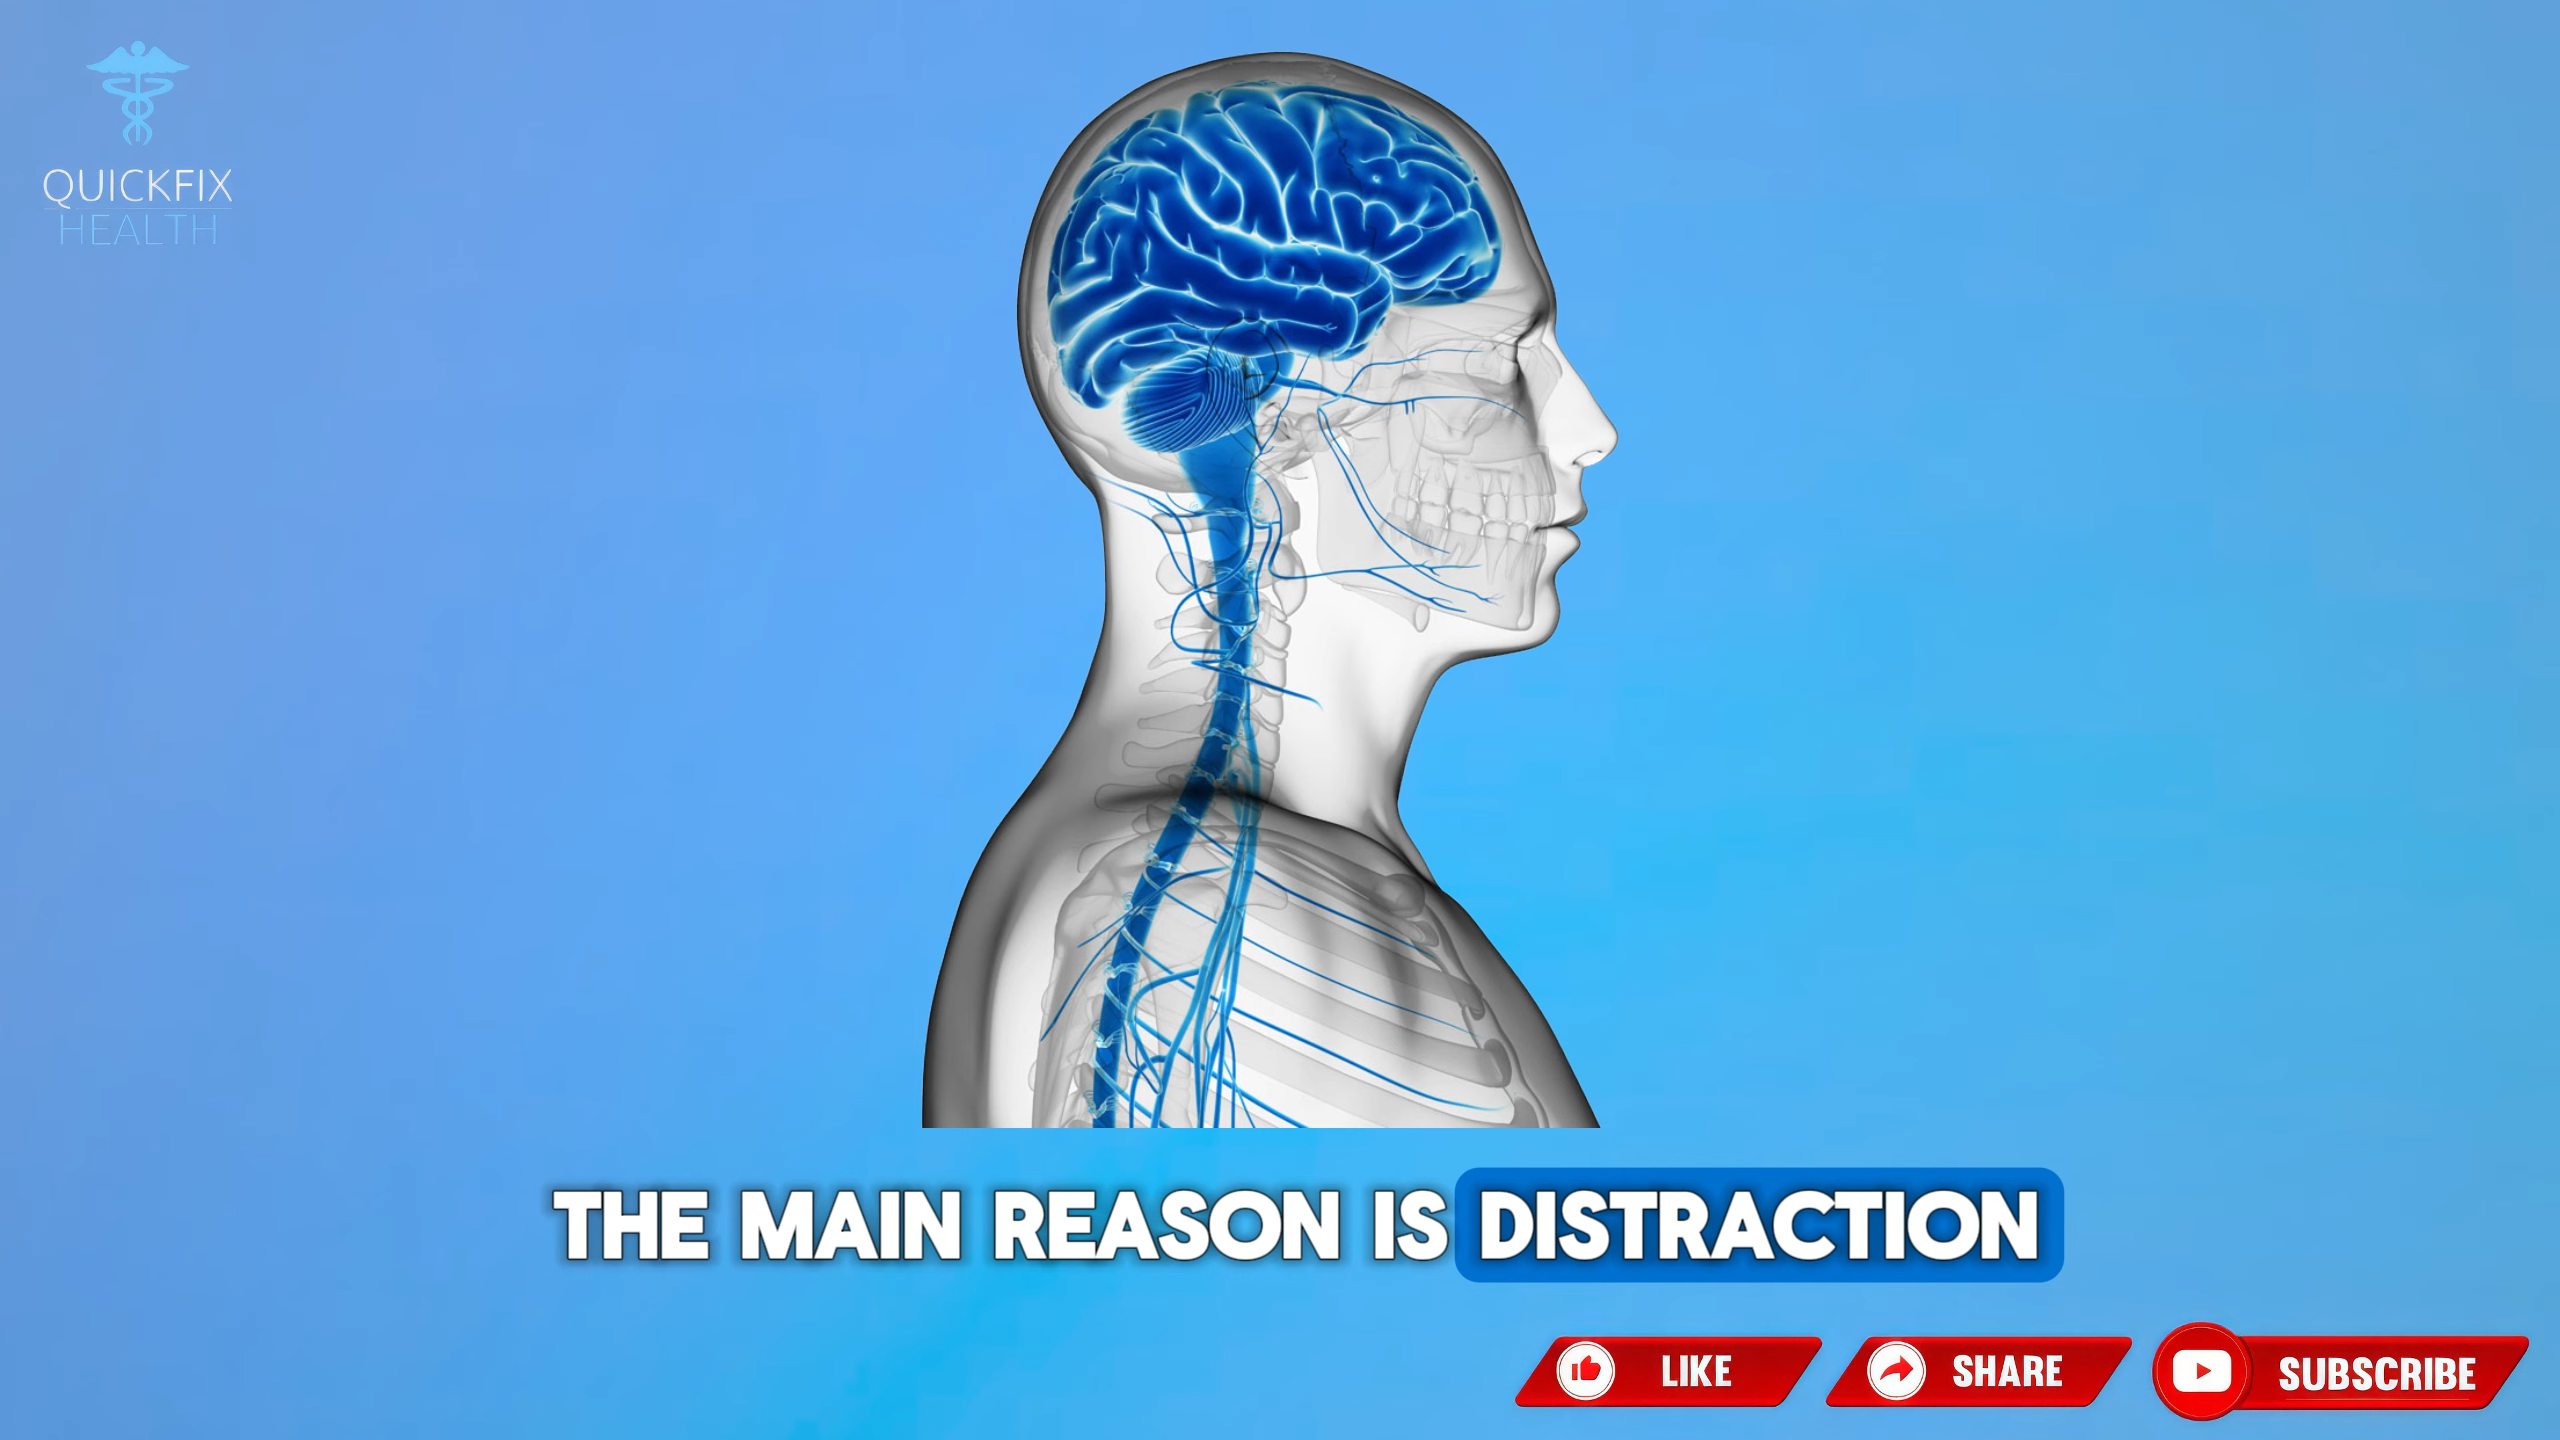 QUICKFIX
HEALTH
THE MAIN REASON IS DISTRACTION
LIKE
SHARE
SUBSCRIBE